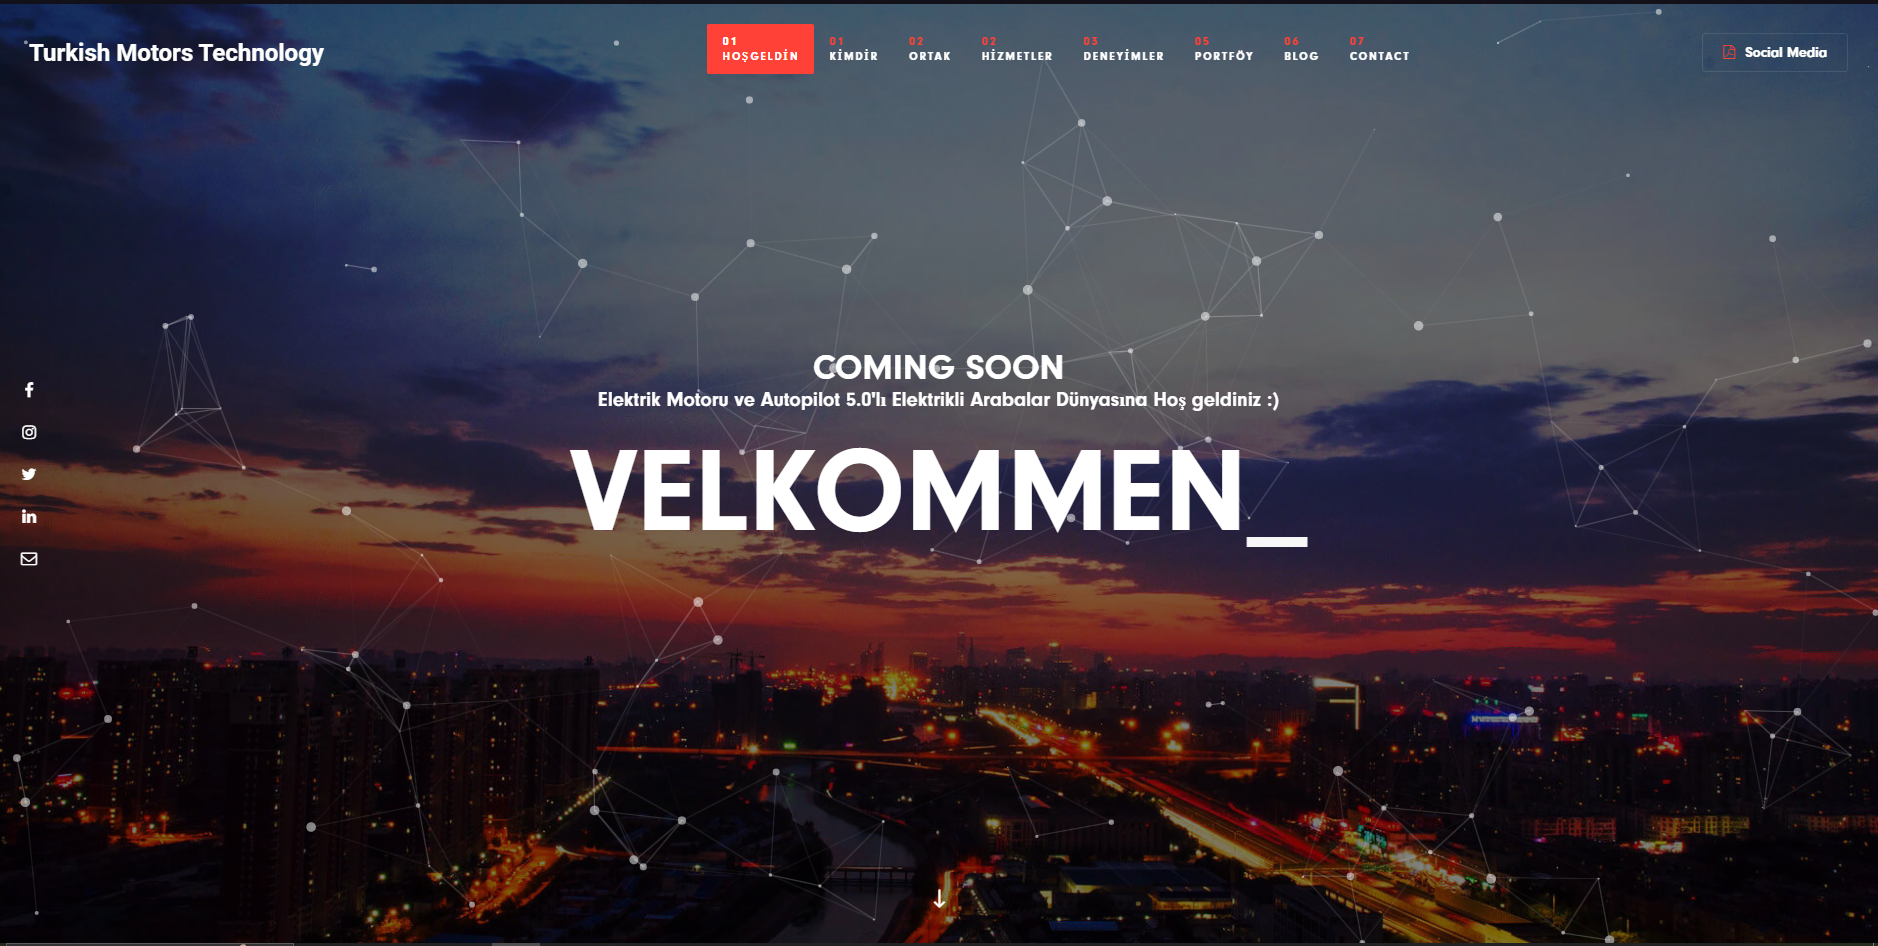 Turkish Motors Technology
01
HOŞGELDİN
01
KİMDİR
02
ORTAK
02
HİZMETLER
03
DENEYİMLER
05
PORTFÖY
06
BLOG
07
CONTACT
Social Media
COMING SOON
Elektrik Motoru ve Autopilot 5.0'lı Elektrikli Arabalar Dünyasına Hoş geldiniz :)
VELKOMMEN_